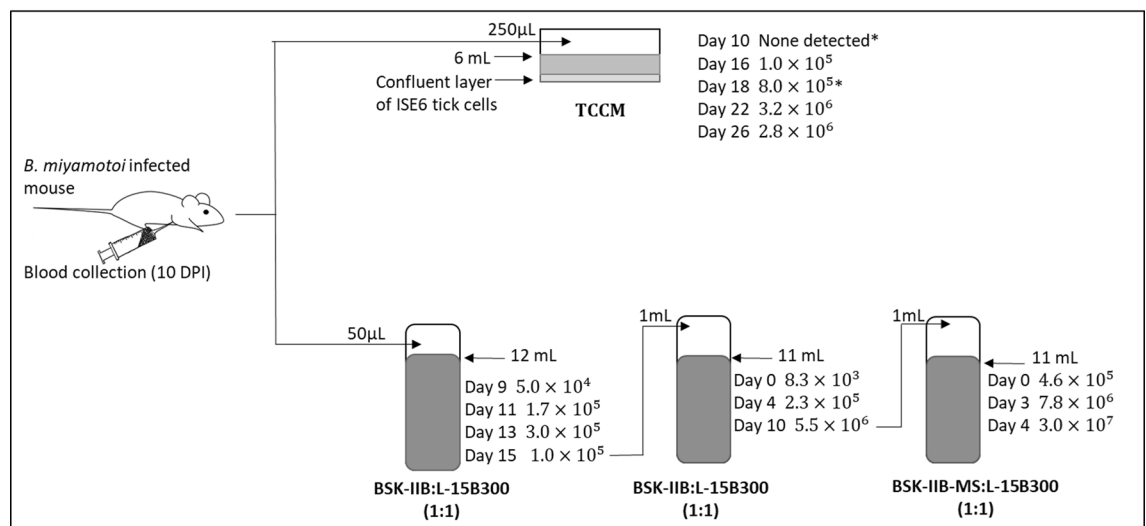 250µL
6 mL
Confluent layer
of ISE6 tick cells
TCCM
Day 10 None detected*
Day 16 1.0 × 10⁵
Day 18 8.0 × 10⁵*
Day 22 3.2 × 10⁶
Day 26 2.8 × 10⁶
B. miyamotoi infected
mouse
Blood collection (10 DPI)
50µL
12 mL
Day 9 5.0 × 10⁴
Day 11 1.7 × 10⁵
Day 13 3.0 × 10⁵
Day 15 1.0 × 10⁵
BSK-IIB:L-15B300
(1:1)
1mL
11 mL
Day 0 8.3 × 10³
Day 4 2.3 × 10⁵
Day 10 5.5 × 10⁶
BSK-IIB:L-15B300
(1:1)
1mL
11 mL
Day 0 4.6 × 10⁵
Day 3 7.8 × 10⁶
Day 4 3.0 × 10⁷
BSK-IIB-MS:L-15B300
(1:1)